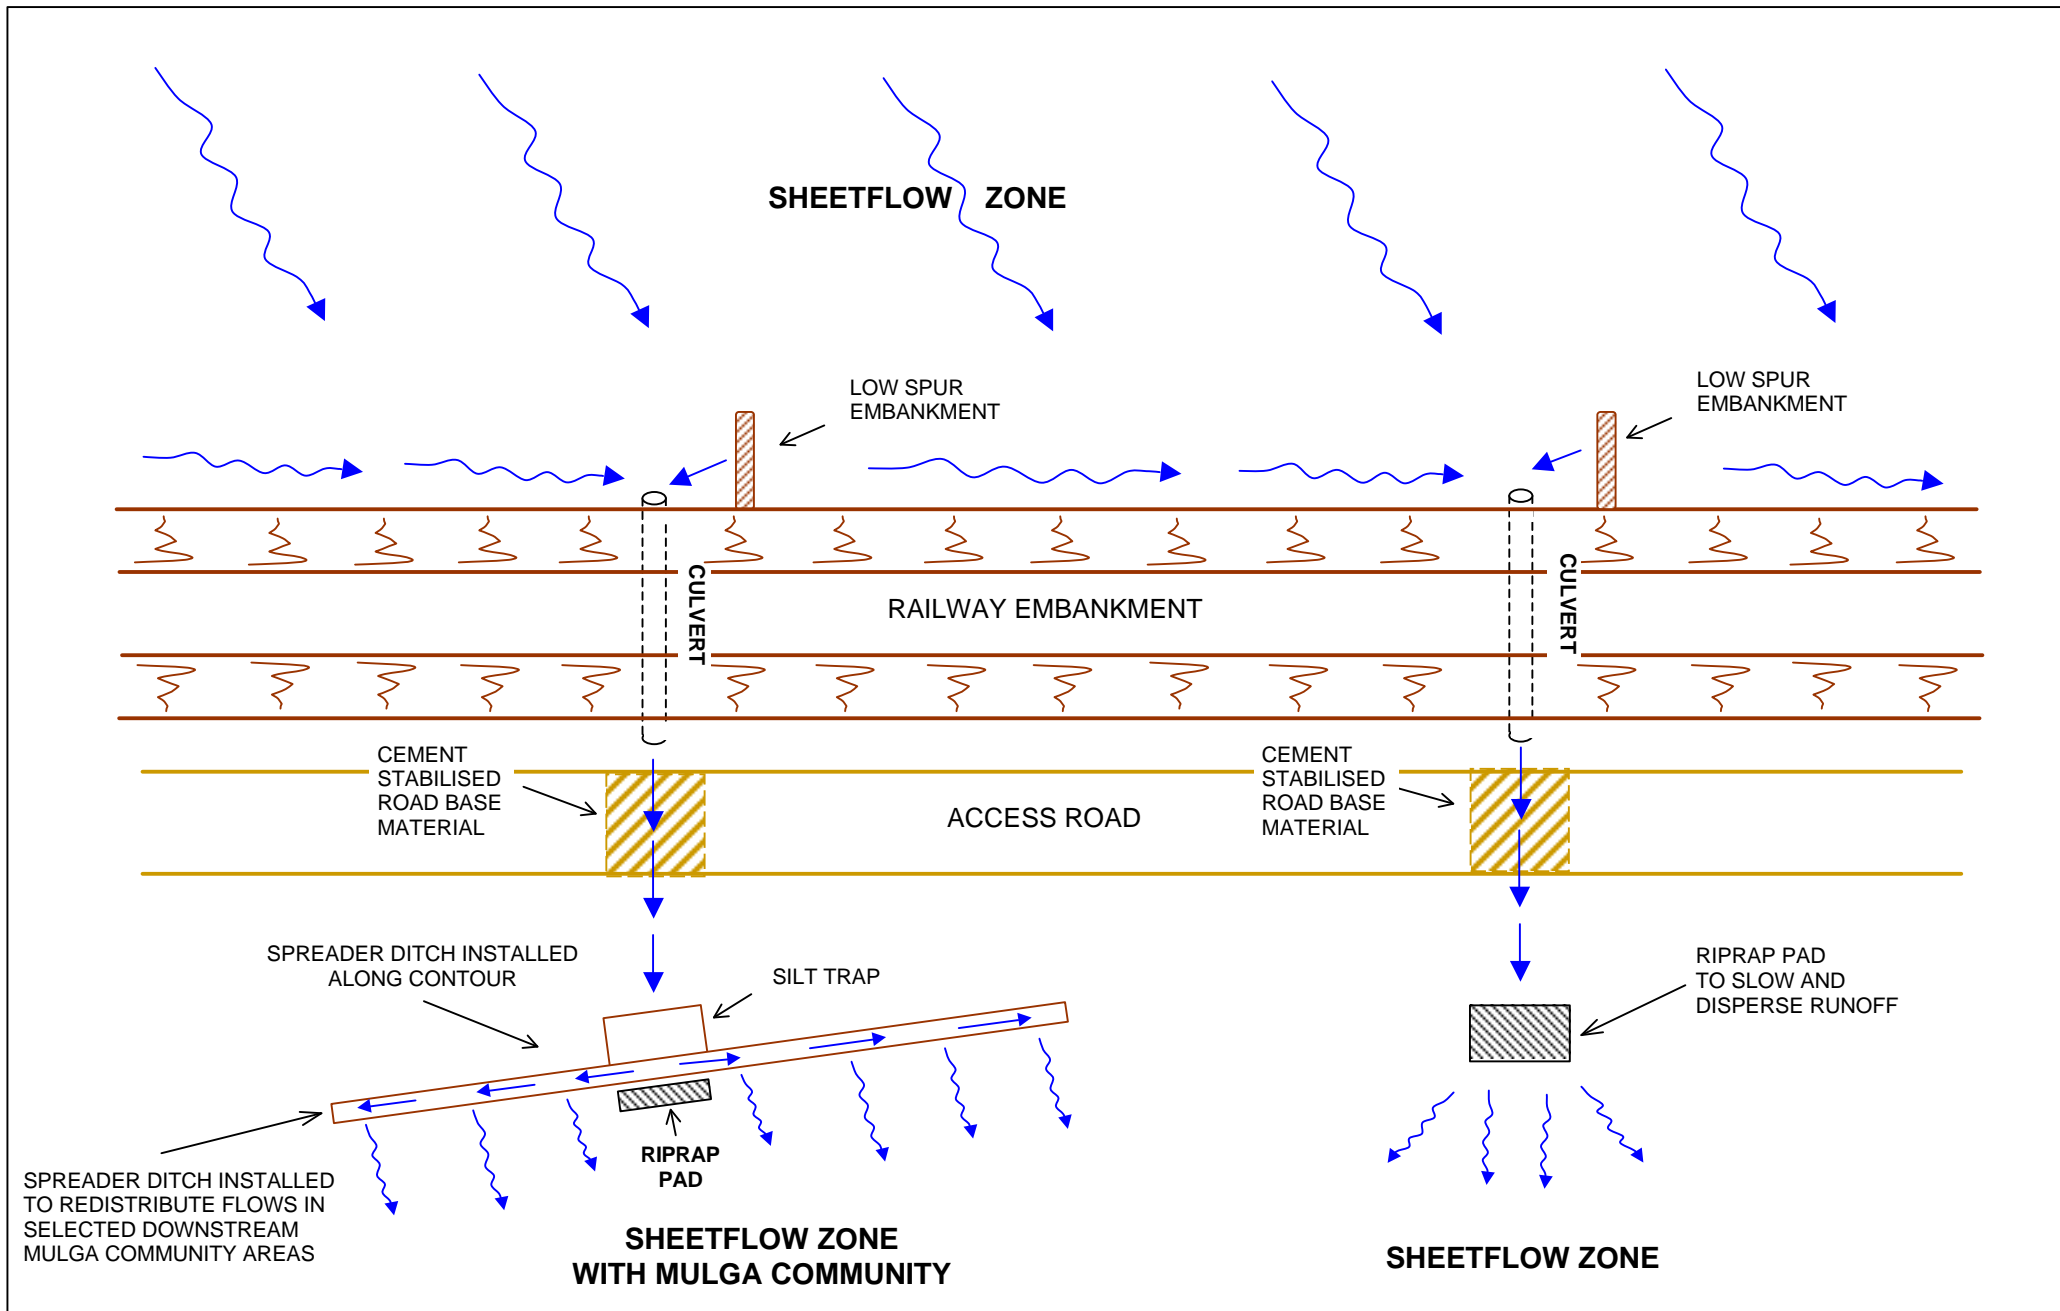 SHEETFLOW ZONE
LOW SPUR
EMBANKMENT
LOW SPUR
EMBANKMENT
CULVERT
RAILWAY EMBANKMENT
CULVERT
CEMENT
STABILISED
ROAD BASE
MATERIAL
ACCESS ROAD
CEMENT
STABILISED
ROAD BASE
MATERIAL
SPREADER DITCH INSTALLED
ALONG CONTOUR
SILT TRAP
RIPRAP PAD
TO SLOW AND
DISPERSE RUNOFF
RIPRAP
PAD
SPREADER DITCH INSTALLED
TO REDISTRIBUTE FLOWS IN
SELECTED DOWNSTREAM
MULGA COMMUNITY AREAS
SHEETFLOW ZONE
WITH MULGA COMMUNITY
SHEETFLOW ZONE